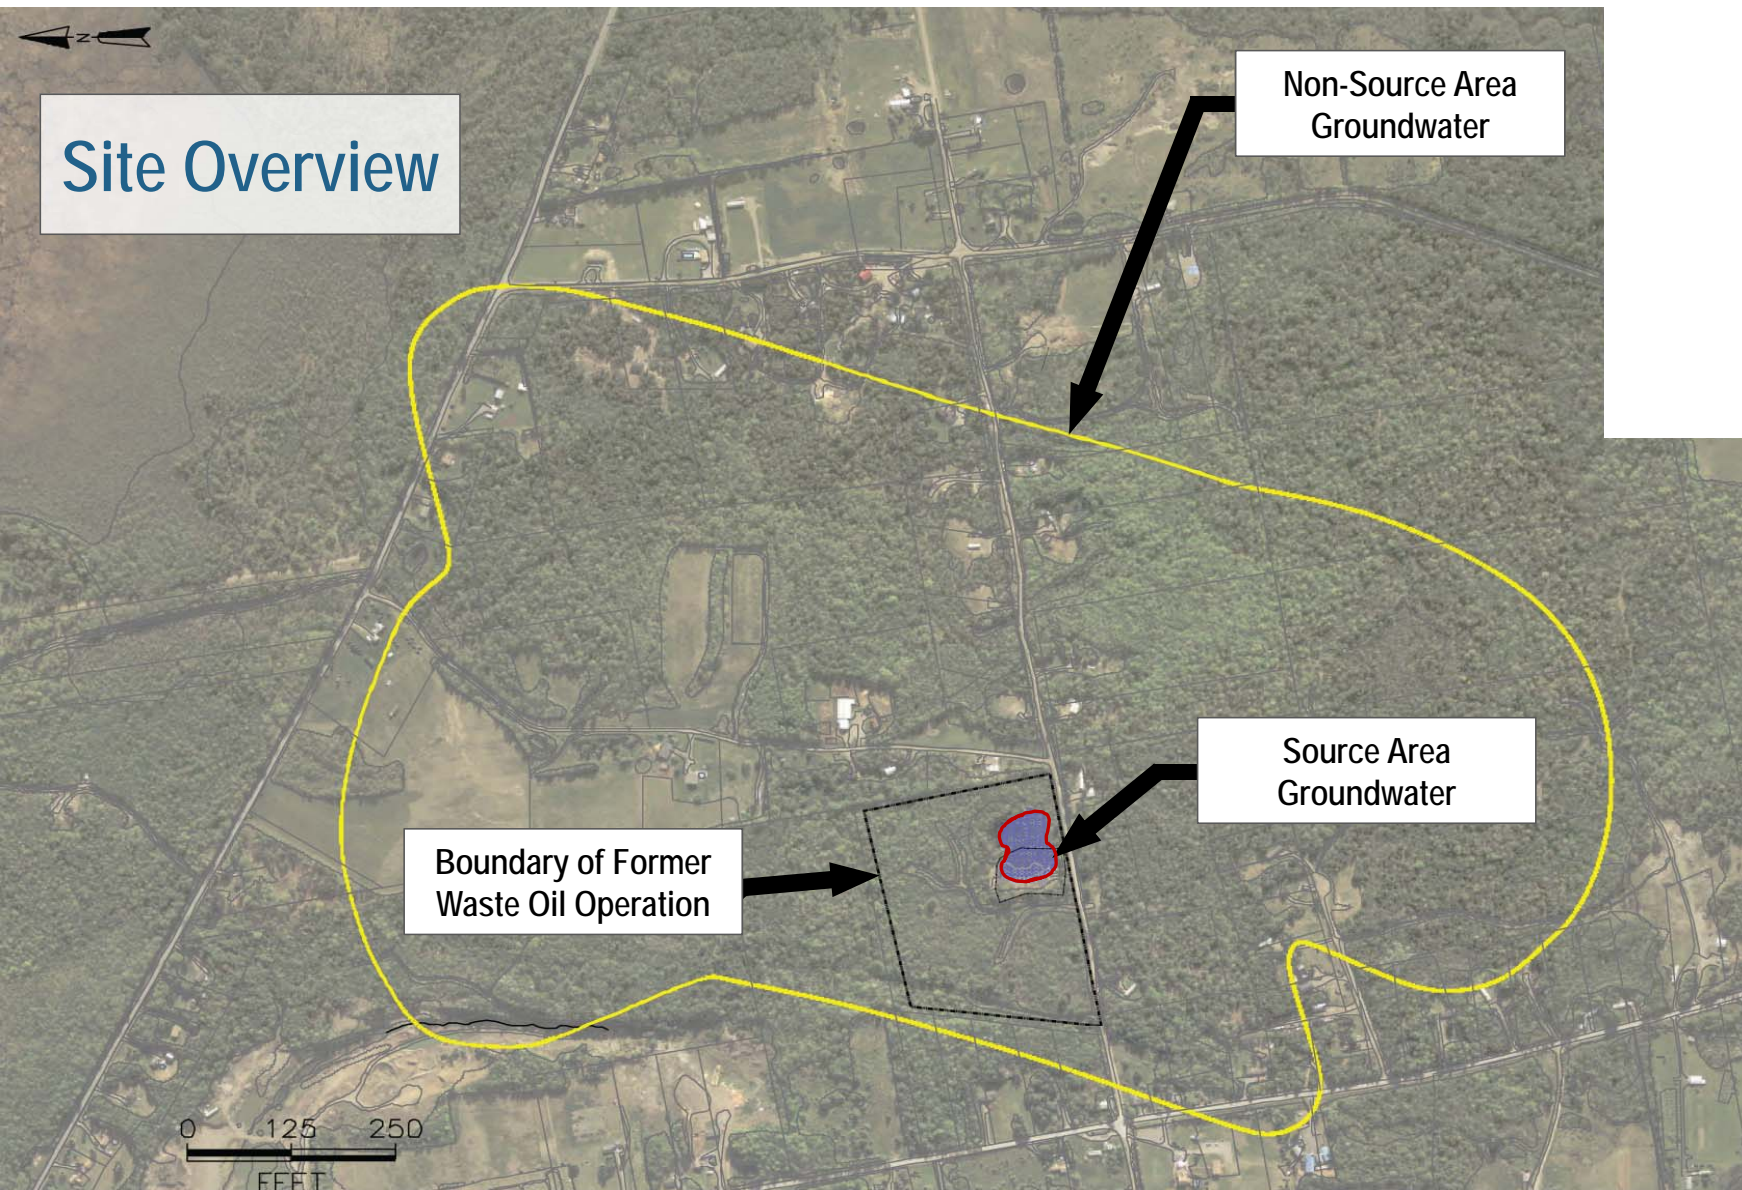 N
Site Overview
Non-Source Area
Groundwater
Source Area
Groundwater
Boundary of Former
Waste Oil Operation
0 125 250
FEET